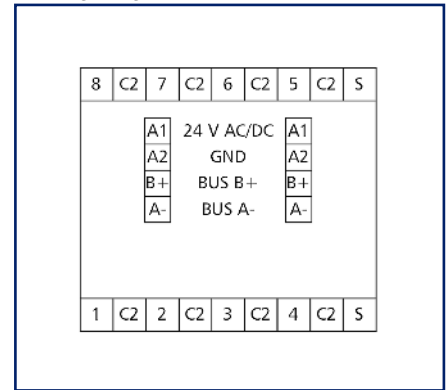 8 C2 7 C2 6 C2 5 C2 S
A1 24 V AC/DC A1
A2 GND A2
B+ BUS B+ B+
A- BUS A- A-
1 C2 2 C2 3 C2 4 C2 S